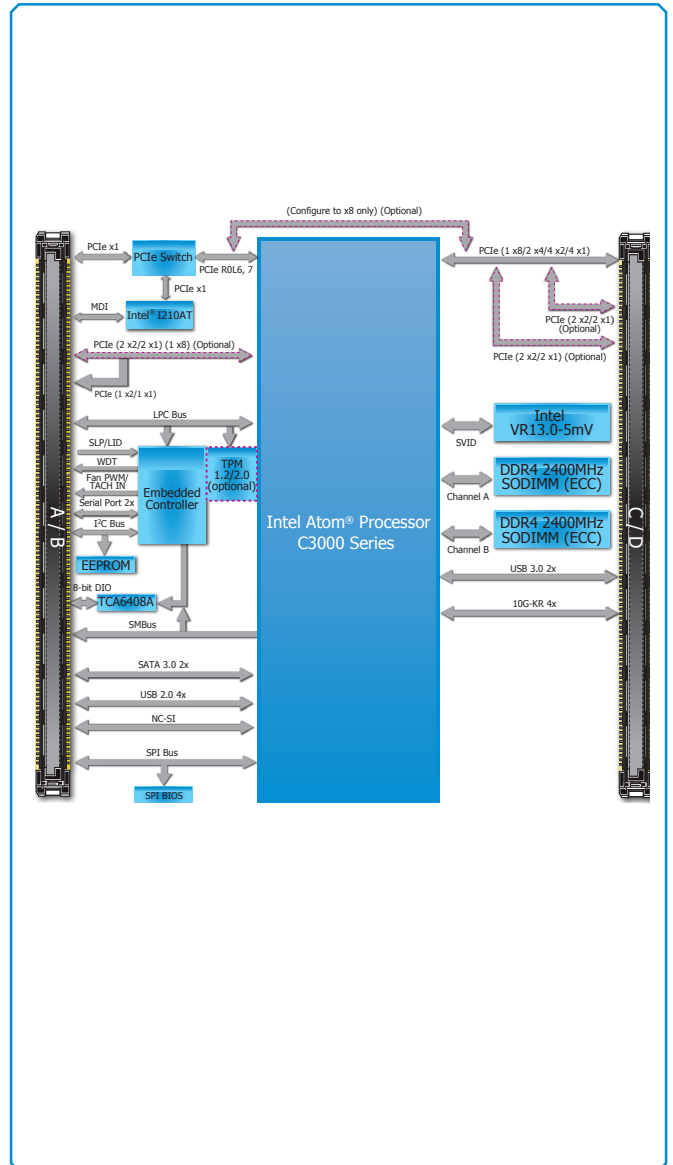 (Configure to x8 only) (Optional)
PCIe x1
PCIe Switch
PCIe R0L6, 7
PCIe x1
MDI
Intel® I210AT
PCIe (2 x2/2 x1) (1 x8) (Optional)
PCIe (1 x2/1 x1)
LPC Bus
SLP/LID
WDT
Fan PWM/
TACH IN
Serial Port 2x
I²C Bus
Embedded
Controller
TPM
1.2/2.0
(optional)
EEPROM
8-bit DIO
TCA6408A
SMBus
SATA 3.0 2x
USB 2.0 4x
NC-SI
SPI Bus
SPI BIOS
A / B
Intel Atom® Processor
C3000 Series
PCIe (1 x8/2 x4/4 x2/4 x1)
PCIe (2 x2/2 x1)
(Optional)
PCIe (2 x2/2 x1) (Optional)
Intel
VR13.0-5mV
SVID
DDR4 2400MHz
SODIMM (ECC)
Channel A
DDR4 2400MHz
SODIMM (ECC)
Channel B
USB 3.0 2x
10G-KR 4x
C / D